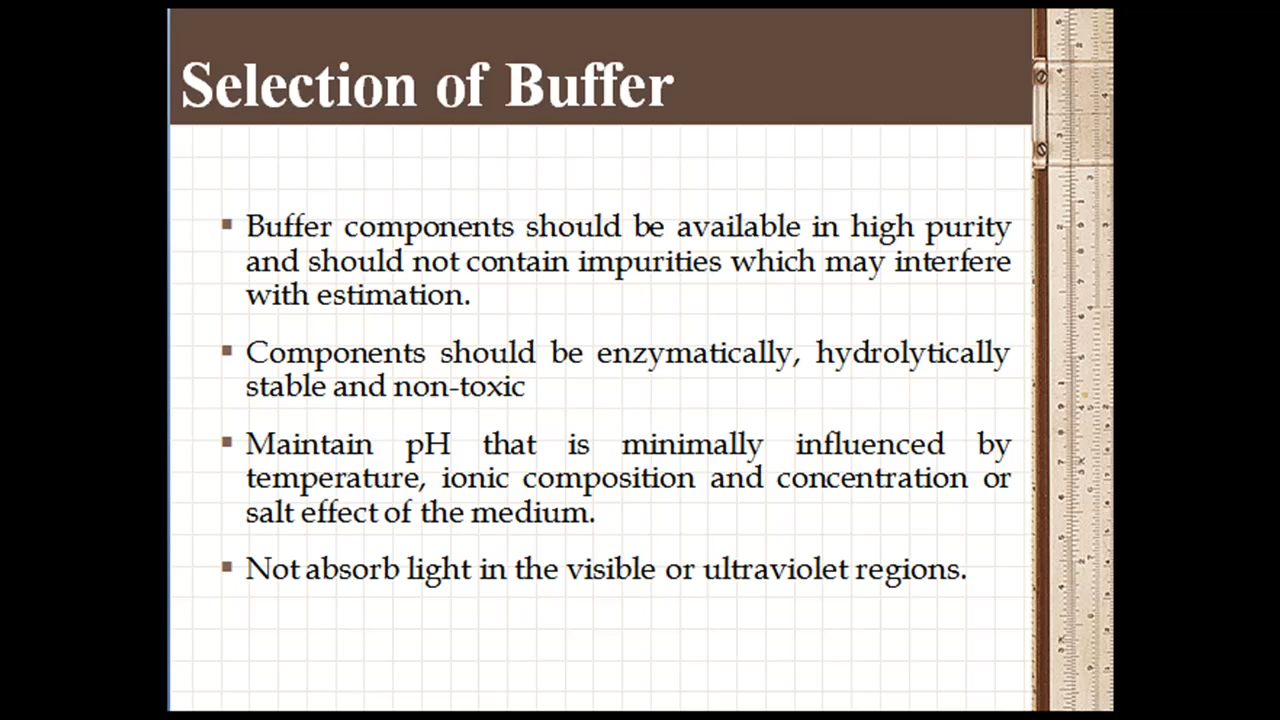 Selection of Buffer
Buffer components should be available in high purity
and should not contain impurities which may interfere
with estimation.
Components should be enzymatically, hydrolytically
stable and non-toxic
Maintain pH that is minimally influenced by
temperature, ionic composition and concentration or
salt effect of the medium.
Not absorb light in the visible or ultraviolet regions.